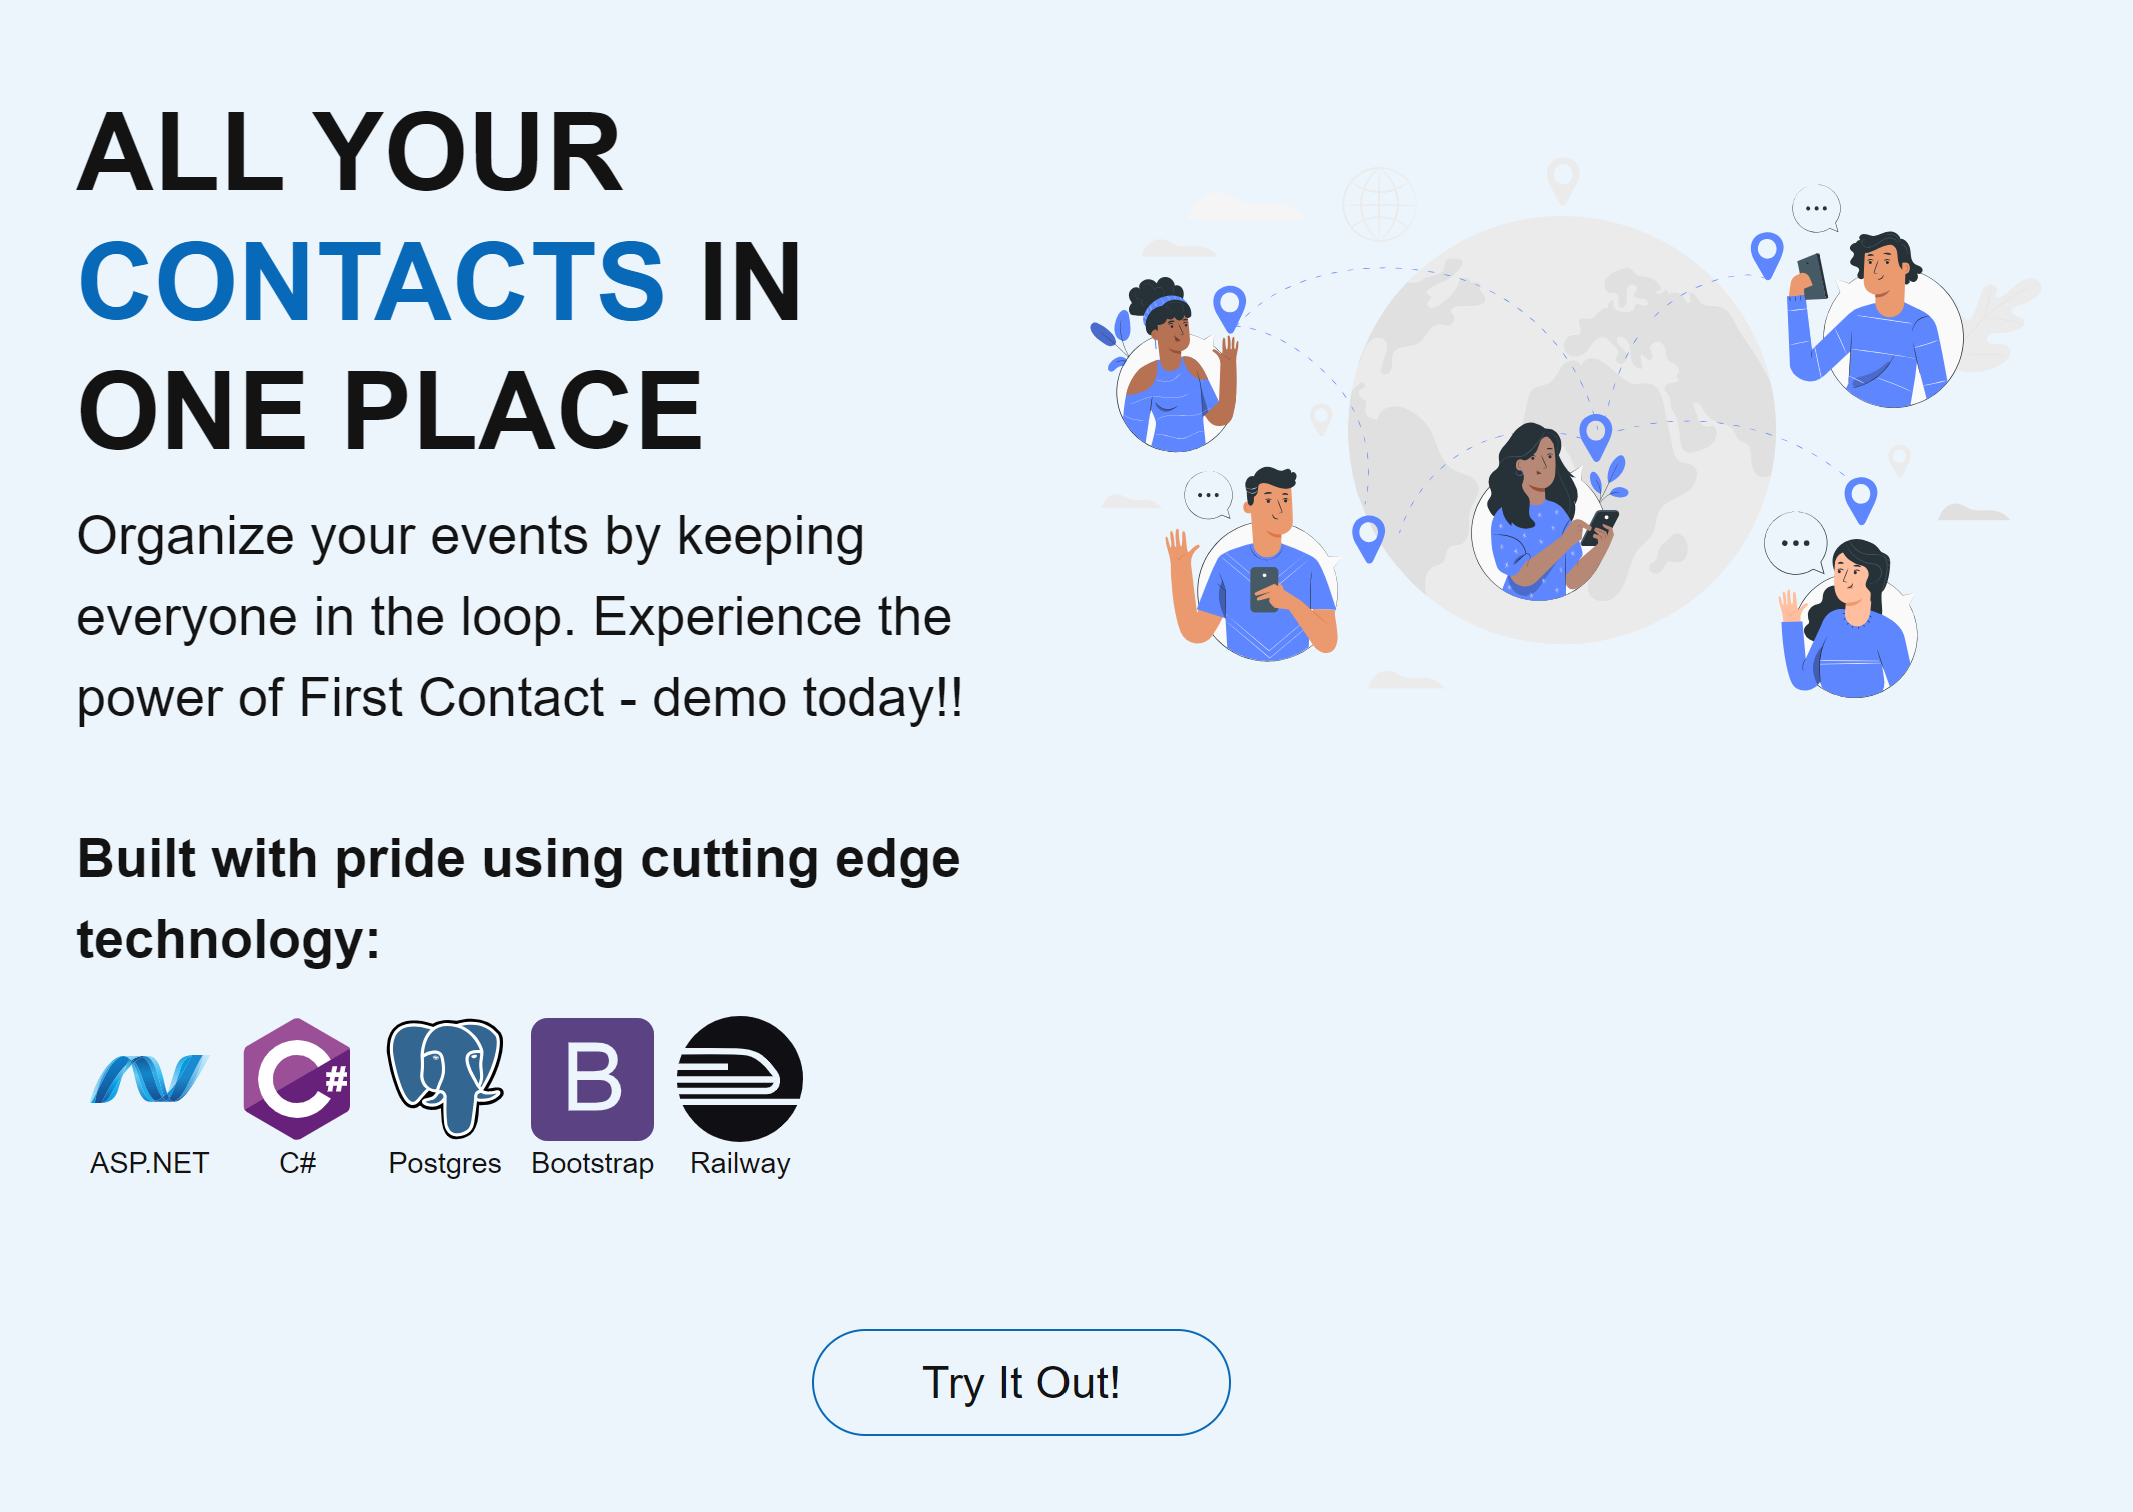 ALL YOUR
CONTACTS IN
ONE PLACE
Organize your events by keeping
everyone in the loop. Experience the
power of First Contact - demo today!!
Built with pride using cutting edge
technology:
C#
B
ASP.NET C# Postgres Bootstrap Railway
Try It Out!